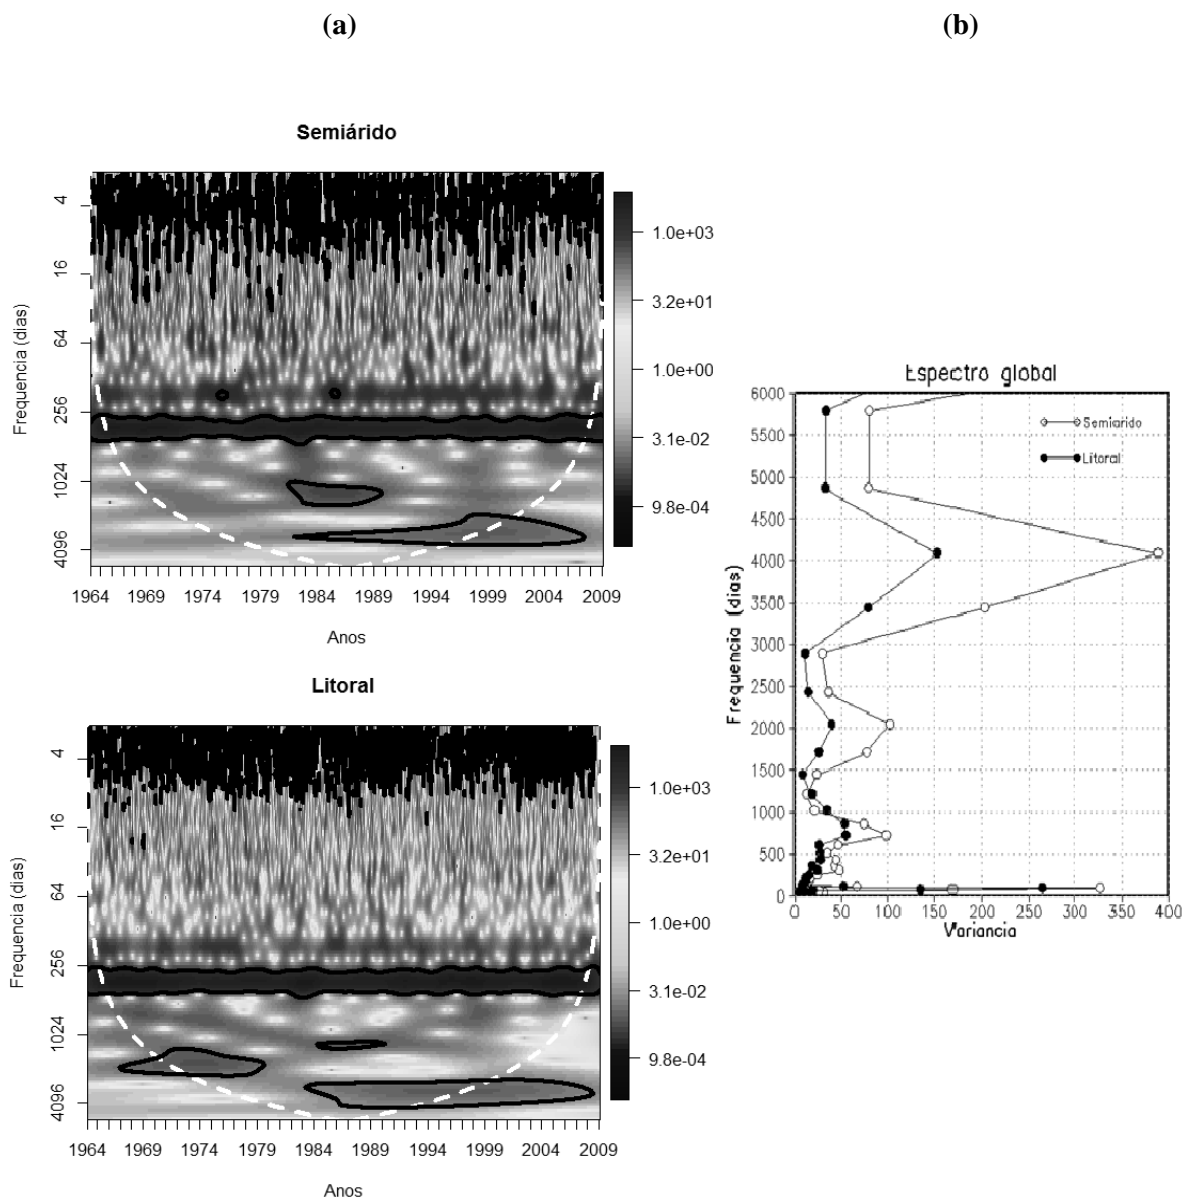 (a)
(b)
Semiárido
Frequencia (dias)
4
16
64
256
1024
4096
1.0e+03
3.2e+01
1.0e+00
3.1e-02
9.8e-04
1964 1969 1974 1979 1984 1989 1994 1999 2004 2009
Anos
Litoral
Frequencia (dias)
4
16
64
256
1024
4096
1.0e+03
3.2e+01
1.0e+00
3.1e-02
9.8e-04
1964 1969 1974 1979 1984 1989 1994 1999 2004 2009
Anos
Espectro global
Frequencia (dias)
6000
5500
5000
4500
4000
3500
3000
2500
2000
1500
1000
500
0
Semiarido
Litoral
0 50 100 150 200 250 300 350 400
Variancia